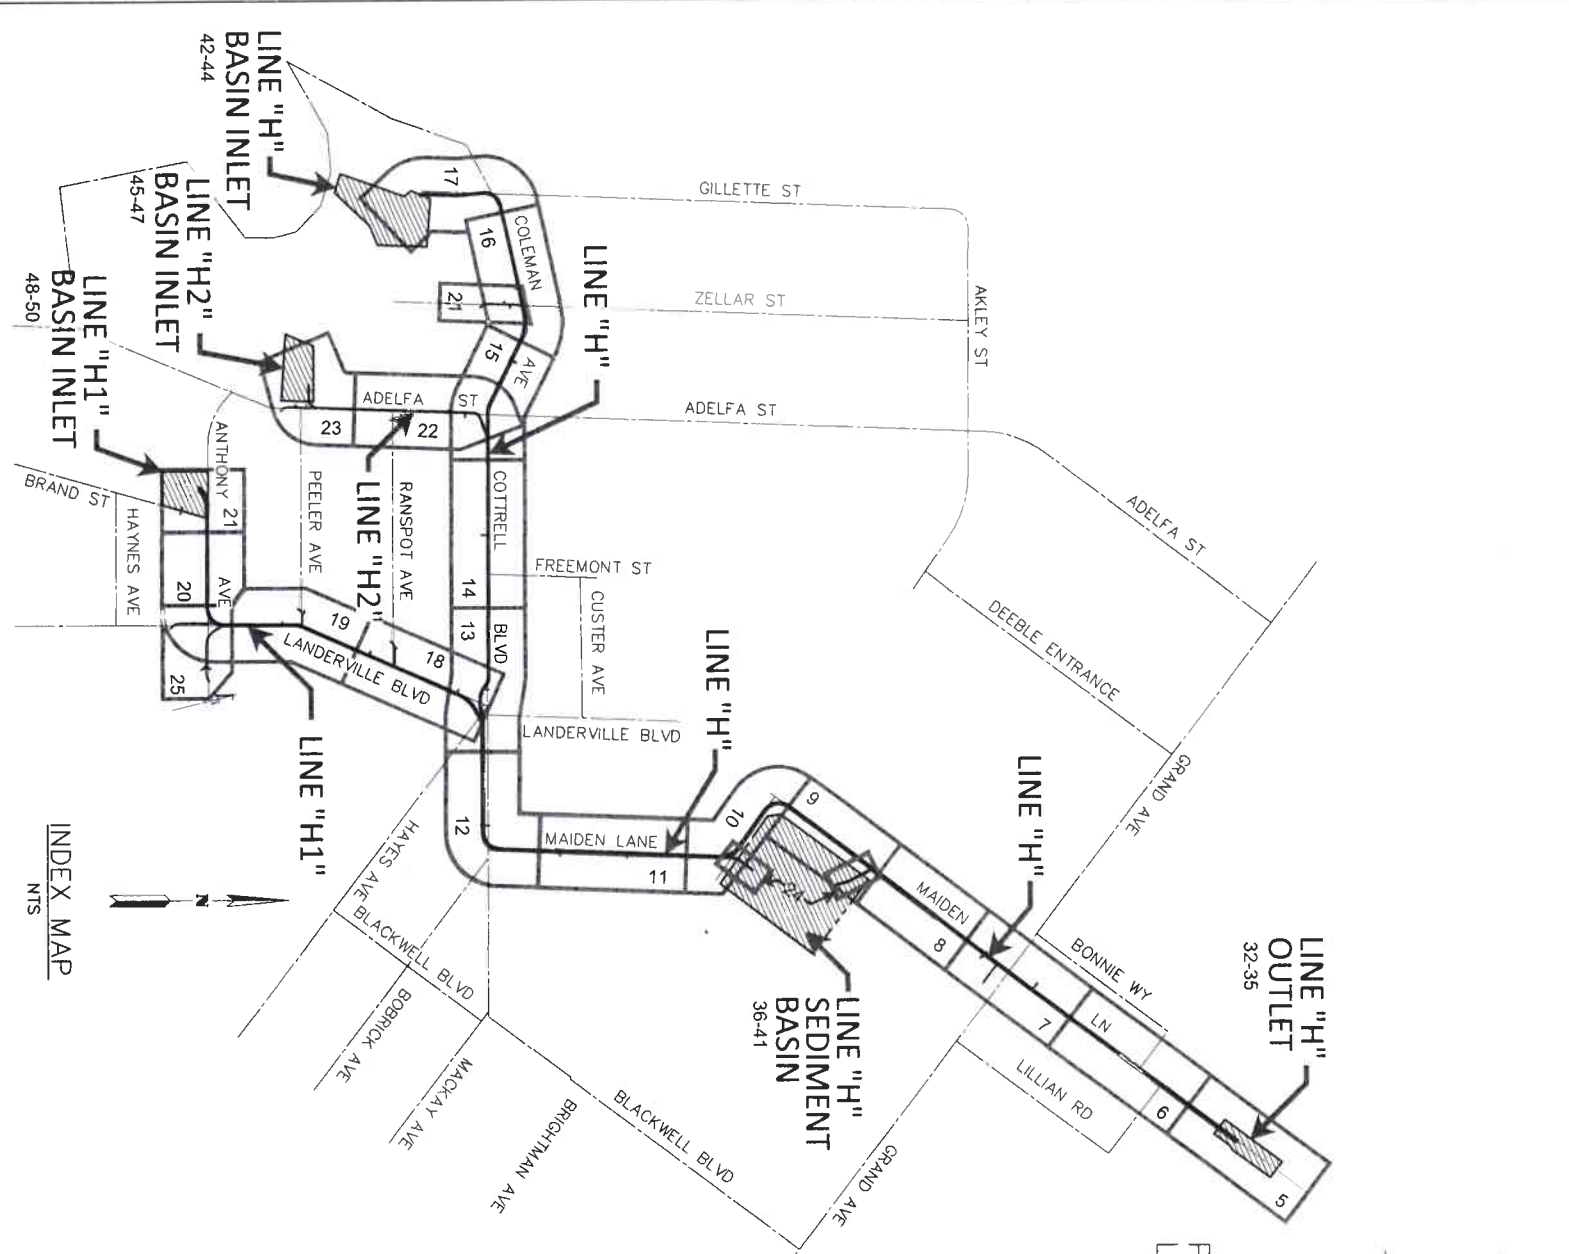 LINE "H"
BASIN INLET
42-44
LINE "H2"
BASIN INLET
45-47
LINE "H1"
BASIN INLET
48-50
GILLETTE ST
ZELLAR ST
AKLEY ST
ADELFA ST
ADELFA ST
DEEBLE ENTRANCE
GRAND AVE
17
16
COLEMAN
AVE
21
15
LINE "H"
ADELFA ST
23
22
LINE "H2"
RANSPOT AVE
PEELER AVE
ANTHONY
AVE
21
20
BRAND ST
HAYNES AVE
25
19
18
LANDERVILLE BLVD
LINE "H1"
COTTRELL
BLVD
14
13
FREEMONT ST
CUSTER AVE
LANDERVILLE BLVD
LINE "H"
12
MAIDEN LANE
11
10
9
24
HAYES AVE
BLACKWELL BLVD
BOBRICK AVE
MACKAY AVE
BRIGHTMAN AVE
BLACKWELL BLVD
GRAND AVE
LINE "H"
SEDIMENT
BASIN
36-41
LINE "H"
MAIDEN
LN
8
7
6
5
BONNIE WY
LILLIAN RD
LINE "H"
OUTLET
32-35
N
INDEX MAP
NTS